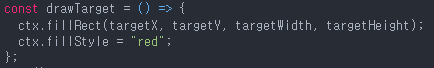 const drawTarget = () => {
  ctx.fillRect(targetX, targetY, targetWidth, targetHeight);
  ctx.fillStyle = "red";
};